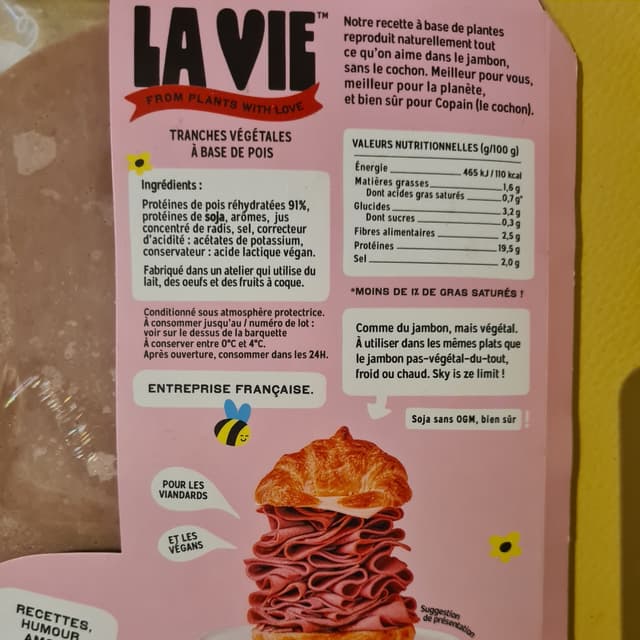 LA VIE™
FROM PLANTS WITH LOVE
TRANCHES VÉGÉTALES
À BASE DE POIS
Ingrédients :
Protéines de pois réhydratées 91%,
protéines de soja, arômes, jus
concentré de radis, sel, correcteur
d'acidité : acétates de potassium,
conservateur : acide lactique végan.
Fabriqué dans un atelier qui utilise du
lait, des oeufs et des fruits à coque.
Conditionné sous atmosphère protectrice.
À consommer jusqu'au / numéro de lot :
voir sur le dessus de la barquette
À conserver entre 0°C et 4°C.
Après ouverture, consommer dans les 24H.
ENTREPRISE FRANÇAISE.
POUR LES
VIANDARDS
ET LES
VÉGANS
RECETTES,
HUMOUR
Notre recette à base de plantes
reproduit naturellement tout
ce qu'on aime dans le jambon,
sans le cochon. Meilleur pour vous,
meilleur pour la planète,
et bien sûr pour Copain (le cochon).
VALEURS NUTRITIONNELLES (g/100 g)
Énergie 465 kJ / 110 kcal
Matières grasses 1,6 g
Dont acides gras saturés 0,7 g*
Glucides 3,2 g
Dont sucres 0,3 g
Fibres alimentaires 2,5 g
Protéines 19,5 g
Sel 2,0 g
*MOINS DE 1% DE GRAS SATURÉS !
Comme du jambon, mais végétal.
À utiliser dans les mêmes plats que
le jambon pas-végétal-du-tout,
froid ou chaud. Sky is ze limit !
Soja sans OGM, bien sûr
Suggestion
de présentation